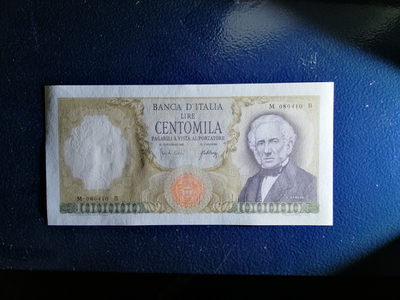 BANCA D'ITALIA
M 080410 B
LIRE
CENTOMILA
PAGABILI A VISTA AL PORTATORE
M 080410 B